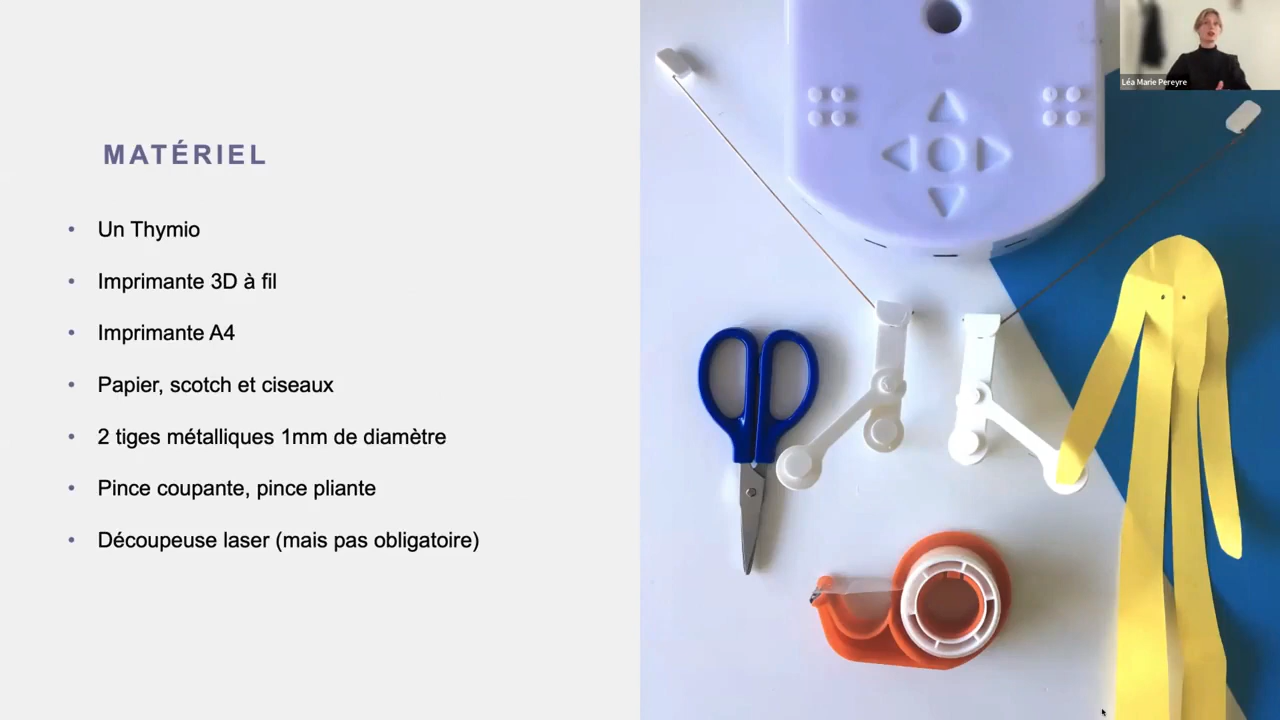 Léa Marie Pereyre
MATÉRIEL
• Un Thymio
• Imprimante 3D à fil
• Imprimante A4
• Papier, scotch et ciseaux
• 2 tiges métalliques 1mm de diamètre
• Pince coupante, pince pliante
• Découpeuse laser (mais pas obligatoire)